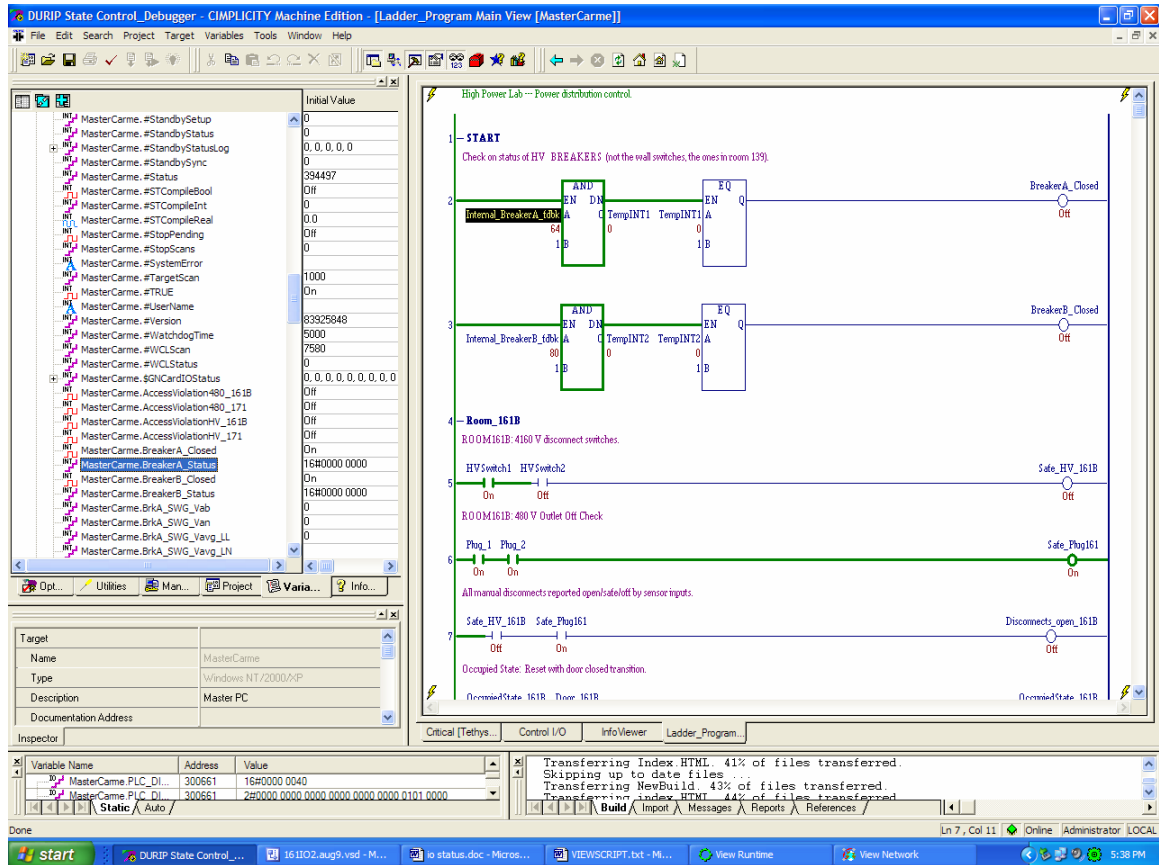 DURIP State Control_Debugger - CIMPLICITY Machine Edition - [Ladder_Program Main View [MasterCarme]]
File Edit Search Project Target Variables Tools Window Help
Initial Value
MasterCarme. #StandbySetup 0
MasterCarme. #StandbyStatus 0
MasterCarme. #StandbyStatusLog 0, 0, 0, 0, 0
MasterCarme. #StandbySync 0
MasterCarme. #Status 394497
MasterCarme. #STCompileBool Off
MasterCarme. #STCompileInt 0
MasterCarme. #STCompileReal 0.0
MasterCarme. #StopPending Off
MasterCarme. #StopScans 0
MasterCarme. #SystemError
MasterCarme. #TargetScan 1000
MasterCarme. #TRUE On
MasterCarme. #UserName
MasterCarme. #Version 83925848
MasterCarme. #WatchdogTime 5000
MasterCarme. #WCLScan 7580
MasterCarme. #WCLStatus 0
MasterCarme. $GNCardIOStatus 0, 0, 0, 0, 0, 0, 0, 0, 0
MasterCarme.AccessViolation480_161B Off
MasterCarme.AccessViolation480_171 Off
MasterCarme.AccessViolationHV_161B Off
MasterCarme.AccessViolationHV_171 Off
MasterCarme.BreakerA_Closed On
MasterCarme.BreakerA_Status 16#0000 0000
MasterCarme.BreakerB_Closed On
MasterCarme.BreakerB_Status 16#0000 0000
MasterCarme.BrkA_SWG_Vab 0
MasterCarme.BrkA_SWG_Van 0
MasterCarme.BrkA_SWG_Vavg_LL 0
MasterCarme.BrkA_SWG_Vavg_LN
Opt... Utilities Man... Project Varia... Info...
Target
Name MasterCarme
Type Windows NT/2000/XP
Description Master PC
Documentation Address
Inspector
High Power Lab --- Power distribution control.
1 START
Check on status of HV BREAKERS (not the wall switches, the ones in room 139).
AND EQ BreakerA_Closed
2 EN DN EN Q
Internal_BreakerA_fdbk A Q TempINT1 TempINT1 A Off
64 0 0
1 B 1 B
AND EQ BreakerB_Closed
3 EN DN EN Q
Internal_BreakerB_fdbk A Q TempINT2 TempINT2 A Off
80 0 0
1 B 1 B
4 Room_161B
ROOM161B: 4160 V disconnect switches.
HVSwitch1 HVSwitch2 Safe_HV_161B
5
On Off Off
ROOM161B: 480 V Outlet Off Check
Plug_1 Plug_2 Safe_Plug161
6
On On On
All manual disconnects reported open/safe/off by sensor inputs.
Safe_HV_161B Safe_Plug161 Disconnects_open_161B
7
Off On Off
Occupied State: Reset with door closed transition.
OccupiedState_161B Door_161B OccupiedState_161B
Critical [Tethys... Control I/O InfoViewer Ladder_Program...
Variable Name Address Value
MasterCarme.PLC_DI... 300661 16#0000 0040
MasterCarme.PLC_DI... 300661 2#0000 0000 0000 0000 0000 0000 0101 0000
Static Auto
Transferring Index.HTML. 41% of files transferred.
Skipping up to date files ...
Transferring NewBuild. 43% of files transferred.
Transferring index.HTML. 44% of files transferred.
Build Import Messages Reports References
Done Ln 7, Col 11 Online Administrator LOCAL
start DURIP State Control_... 161IO2.aug9.vsd - M... io status.doc - Micros... VIEWSCRIPT.txt - Mi... View Runtime View Network 5:38 PM